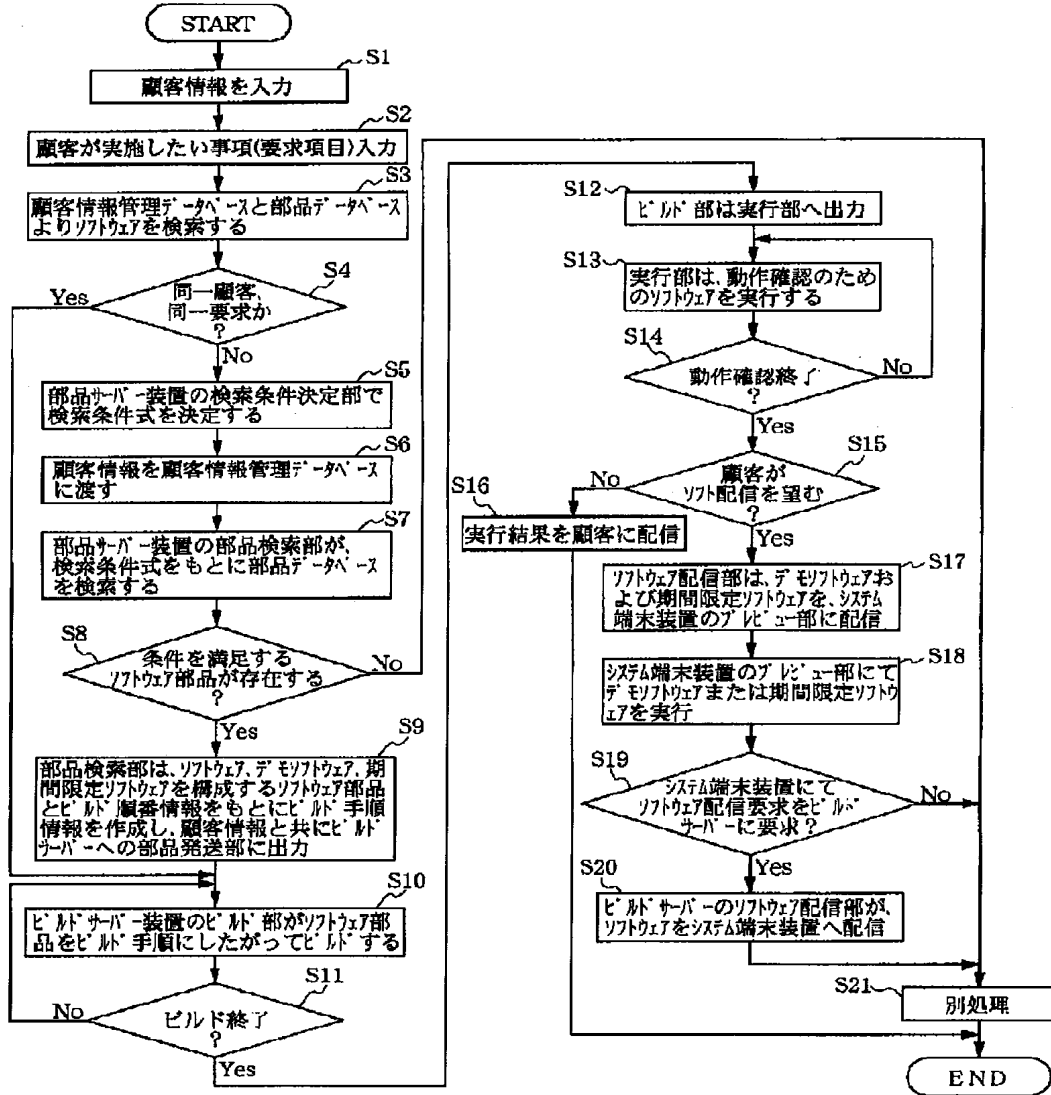 START
S1
顧客情報を入力
S2
顧客が実施したい事項(要求項目)入力
S3
顧客情報管理データベースと部品データベース
よりソフトウェアを検索する
S4
同一顧客、
同一要求か
?
Yes
No
S5
部品サーバー装置の検索条件決定部で
検索条件式を決定する
S6
顧客情報を顧客情報管理データベース
に渡す
S7
部品サーバー装置の部品検索部が、
検索条件式をもとに部品データベース
を検索する
S8
条件を満足する
ソフトウェア部品が存在する
?
No
Yes
S9
部品検索部は、ソフトウェア、デモソフトウェア、期
間限定ソフトウェアを構成するソフトウェア部品
とビルド順番情報をもとにビルド手順
情報を作成し、顧客情報と共にビルド
サーバーへの部品発送部に出力
S10
ビルドサーバー装置のビルド部がソフトウェア部
品をビルド手順にしたがってビルドする
S11
ビルド終了
?
No
Yes
S12
ビルド部は実行部へ出力
S13
実行部は、動作確認のため
のソフトウェアを実行する
S14
動作確認終了
?
No
Yes
S15
顧客が
ソフト配信を望む
?
No
Yes
S16
実行結果を顧客に配信
S17
ソフトウェア配信部は、デモソフトウェアお
よび期間限定ソフトウェアを、システム
端末装置のプレビュー部に配信
S18
システム端末装置のプレビュー部にて
デモソフトウェアまたは期間限定ソフトウ
ェアを実行
S19
システム端末装置にて
ソフトウェア配信要求をビルド
サーバーに要求?
No
Yes
S20
ビルドサーバーのソフトウェア配信部が、
ソフトウェアをシステム端末装置へ配信
S21
別処理
END